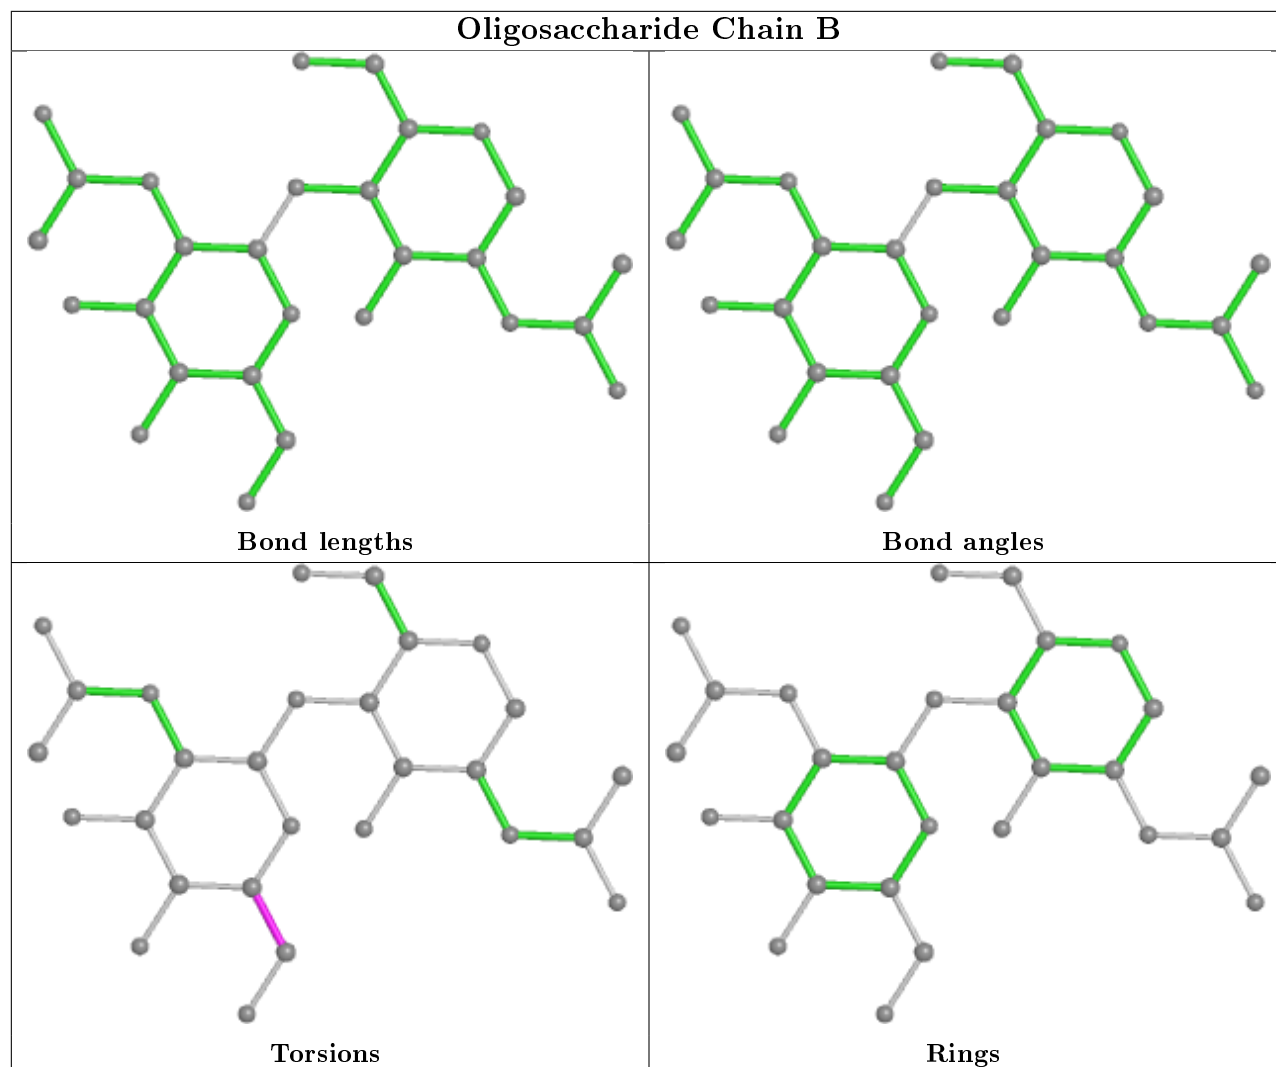 Oligosaccharide Chain B
Bond lengths
Bond angles
Torsions
Rings